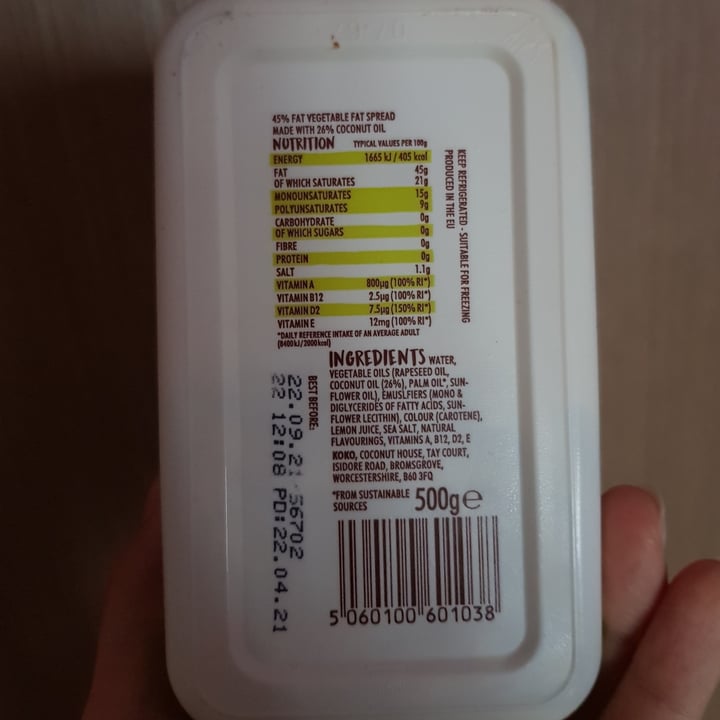 45% FAT VEGETABLE FAT SPREAD
MADE WITH 26% COCONUT OIL
NUTRITION TYPICAL VALUES PER 100g
ENERGY 1665 kJ / 405 kcal
FAT 45g
OF WHICH SATURATES 21g
MONOUNSATURATES 15g
POLYUNSATURATES 9g
CARBOHYDRATE 0g
OF WHICH SUGARS 0g
FIBRE 0g
PROTEIN 0g
SALT 1.1g
VITAMIN A 800µg (100% RI*)
VITAMIN B12 2.5µg (100% RI*)
VITAMIN D2 7.5µg (150% RI*)
VITAMIN E 12mg (100% RI*)
*DAILY REFERENCE INTAKE OF AN AVERAGE ADULT
(8400kJ/2000kcal)
KEEP REFRIGERATED - SUITABLE FOR FREEZING
PRODUCED IN THE EU
INGREDIENTS WATER,
VEGETABLE OILS (RAPESEED OIL,
COCONUT OIL (26%), PALM OIL*, SUN-
FLOWER OIL), EMUSLFIERS (MONO &
DIGLYCERIDES OF FATTY ACIDS, SUN-
FLOWER LECITHIN), COLOUR (CAROTENE),
LEMON JUICE, SEA SALT, NATURAL
FLAVOURINGS, VITAMINS A, B12, D2, E
KOKO, COCONUT HOUSE, TAY COURT,
ISIDORE ROAD, BROMSGROVE,
WORCESTERSHIRE, B60 3FQ
*FROM SUSTAINABLE
SOURCES
500g e
BEST BEFORE:
22.09.21 56702
22 12:08 PD:22.04.21
5 060100 601038